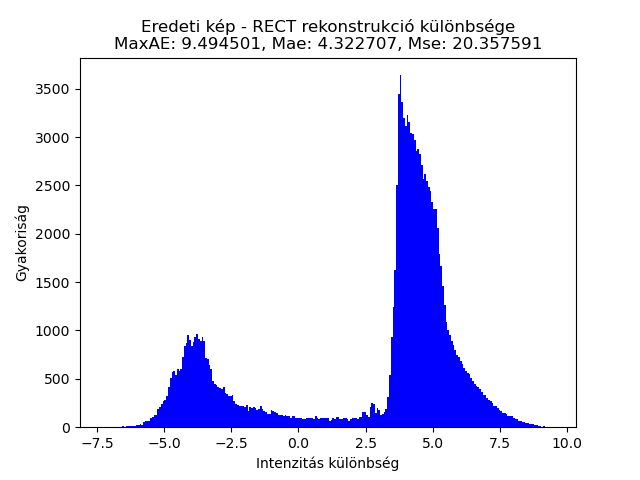 Eredeti kép - RECT rekonstrukció különbsége
MaxAE: 9.494501, Mae: 4.322707, Mse: 20.357591
3500
3000
2500
2000
1500
1000
500
0
Gyakoriság
−7.5 −5.0 −2.5 0.0 2.5 5.0 7.5 10.0
Intenzitás különbség